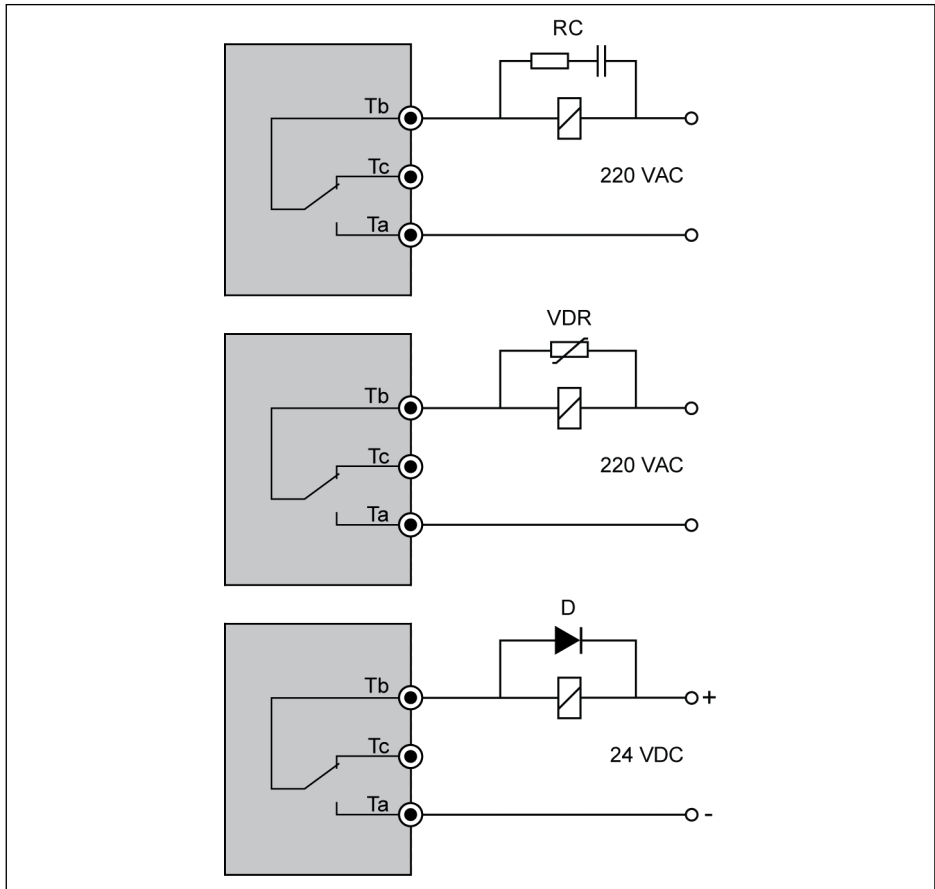 RC
Tb
Tc
220 VAC
Ta
VDR
Tb
Tc
220 VAC
Ta
D
Tb
+
Tc
24 VDC
Ta
-